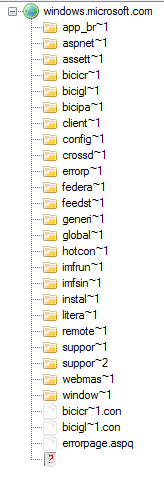 windows.microsoft.com
app_br~1
aspnet~1
assett~1
bicicr~1
bicigl~1
bicipa~1
client~1
config~1
crossd~1
errorp~1
federa~1
feedst~1
generi~1
global~1
hotcon~1
imfrun~1
imfsin~1
instal~1
litera~1
remote~1
suppor~1
suppor~2
webmas~1
window~1
bicicr~1.con
bicigl~1.con
errorpage.aspq
?